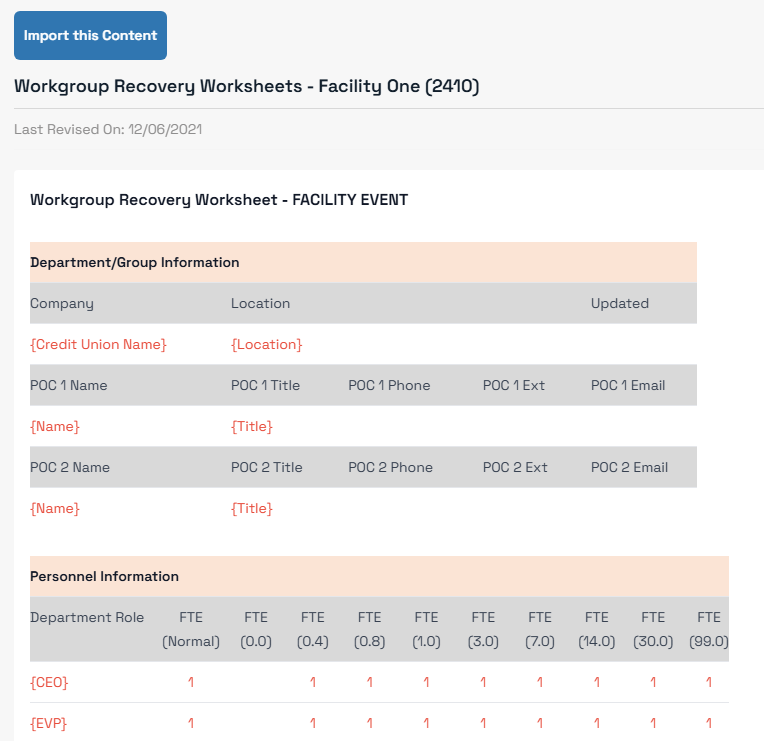 Import this Content
Workgroup Recovery Worksheets - Facility One (2410)
Last Revised On: 12/06/2021
Workgroup Recovery Worksheet - FACILITY EVENT
Department/Group Information
Company Location Updated
{Credit Union Name} {Location}
POC 1 Name POC 1 Title POC 1 Phone POC 1 Ext POC 1 Email
{Name} {Title}
POC 2 Name POC 2 Title POC 2 Phone POC 2 Ext POC 2 Email
{Name} {Title}
Personnel Information
Department Role FTE FTE FTE FTE FTE FTE FTE FTE FTE FTE
(Normal) (0.0) (0.4) (0.8) (1.0) (3.0) (7.0) (14.0) (30.0) (99.0)
{CEO} 1 1 1 1 1 1 1 1 1
{EVP} 1 1 1 1 1 1 1 1 1